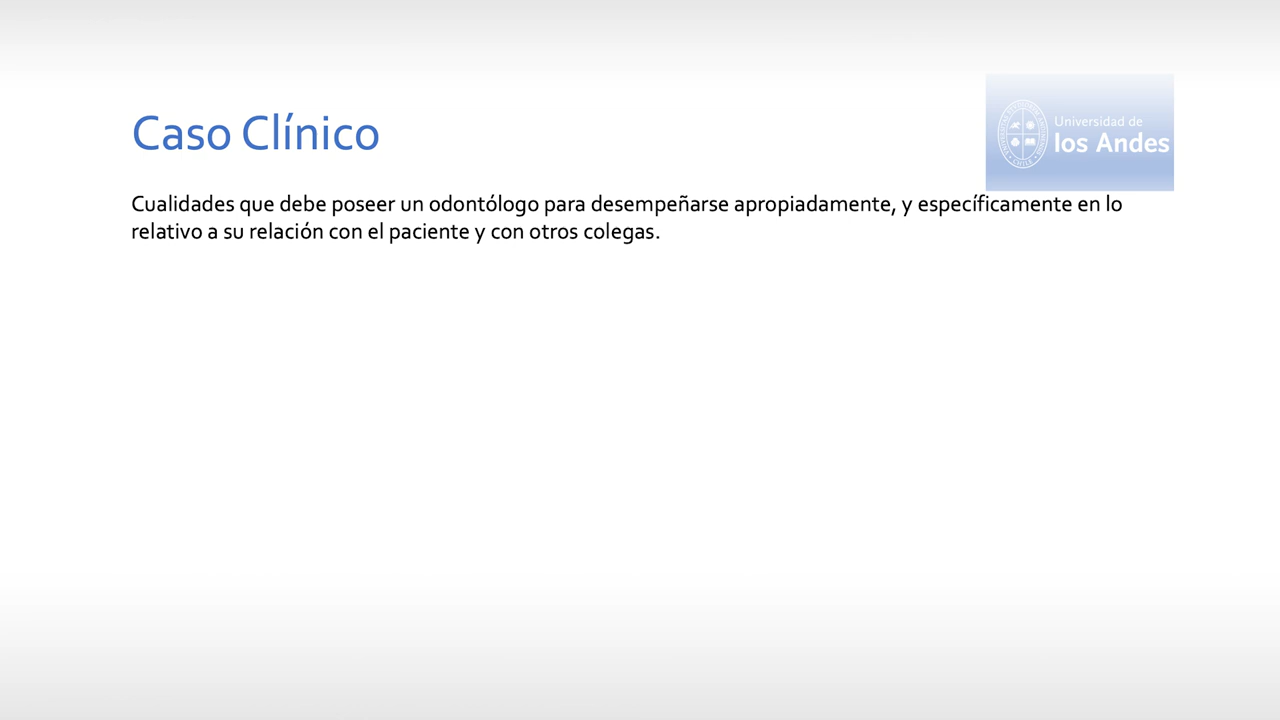 Caso Clínico
Universidad de
los Andes
Cualidades que debe poseer un odontólogo para desempeñarse apropiadamente, y específicamente en lo
relativo a su relación con el paciente y con otros colegas.